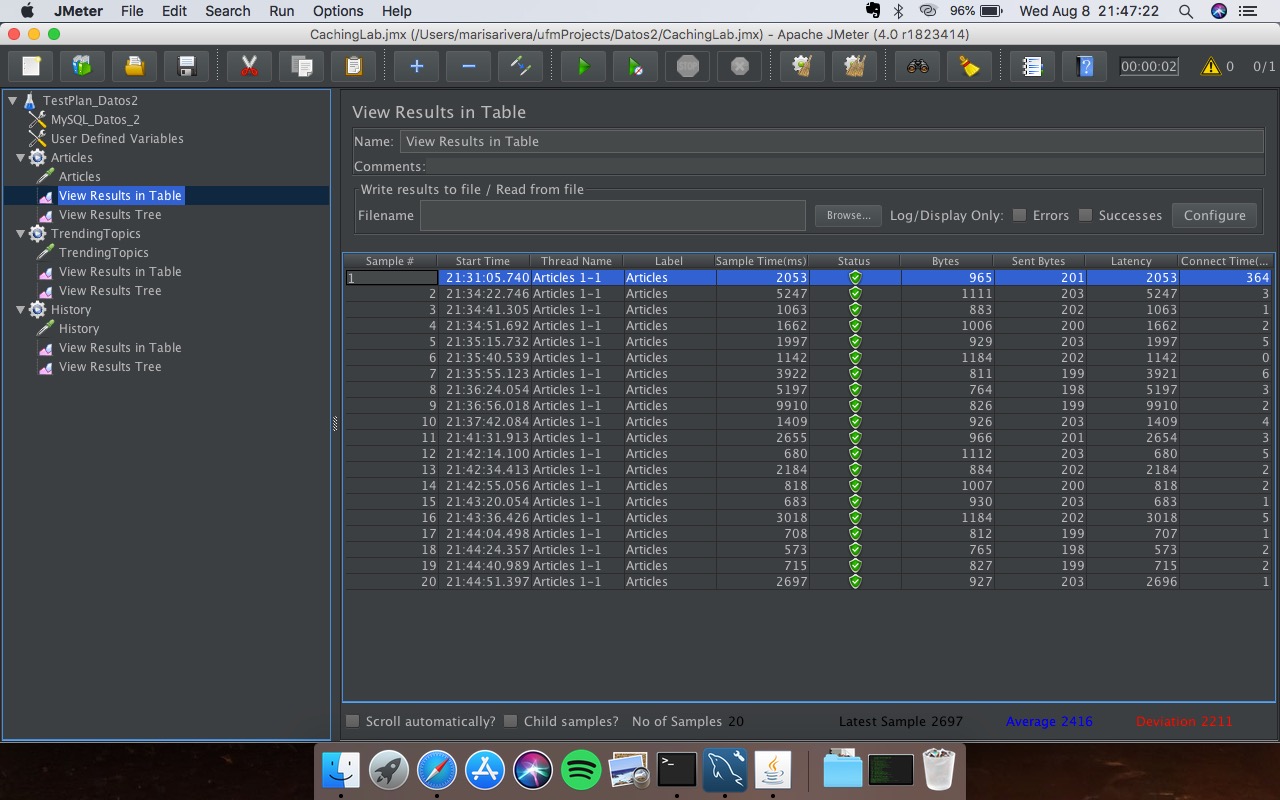 JMeter File Edit Search Run Options Help 96% Wed Aug 8 21:47:22
CachingLab.jmx (/Users/marisarivera/ufmProjects/Datos2/CachingLab.jmx) - Apache JMeter (4.0 r1823414)
STOP 00:00:02 0 0/1
TestPlan_Datos2
MySQL_Datos_2
User Defined Variables
Articles
Articles
View Results in Table
View Results Tree
TrendingTopics
TrendingTopics
View Results in Table
View Results Tree
History
History
View Results in Table
View Results Tree
View Results in Table
Name: View Results in Table
Comments:
Write results to file / Read from file
Filename Browse... Log/Display Only: Errors Successes Configure
Sample # Start Time Thread Name Label Sample Time(ms) Status Bytes Sent Bytes Latency Connect Time(...
1 21:31:05.740 Articles 1-1 Articles 2053 965 201 2053 364
2 21:34:22.746 Articles 1-1 Articles 5247 1111 203 5247 3
3 21:34:41.305 Articles 1-1 Articles 1063 883 202 1063 1
4 21:34:51.692 Articles 1-1 Articles 1662 1006 200 1662 2
5 21:35:15.732 Articles 1-1 Articles 1997 929 203 1997 5
6 21:35:40.539 Articles 1-1 Articles 1142 1184 202 1142 0
7 21:35:55.123 Articles 1-1 Articles 3922 811 199 3921 6
8 21:36:24.054 Articles 1-1 Articles 5197 764 198 5197 3
9 21:36:56.018 Articles 1-1 Articles 9910 826 199 9910 2
10 21:37:42.084 Articles 1-1 Articles 1409 926 203 1409 4
11 21:41:31.913 Articles 1-1 Articles 2655 966 201 2654 3
12 21:42:14.100 Articles 1-1 Articles 680 1112 203 680 5
13 21:42:34.413 Articles 1-1 Articles 2184 884 202 2184 2
14 21:42:55.056 Articles 1-1 Articles 818 1007 200 818 2
15 21:43:20.054 Articles 1-1 Articles 683 930 203 683 1
16 21:43:36.426 Articles 1-1 Articles 3018 1184 202 3018 5
17 21:44:04.498 Articles 1-1 Articles 708 812 199 707 1
18 21:44:24.357 Articles 1-1 Articles 573 765 198 573 2
19 21:44:40.989 Articles 1-1 Articles 715 827 199 715 2
20 21:44:51.397 Articles 1-1 Articles 2697 927 203 2696 1
Scroll automatically? Child samples? No of Samples 20 Latest Sample 2697 Average 2416 Deviation 2211